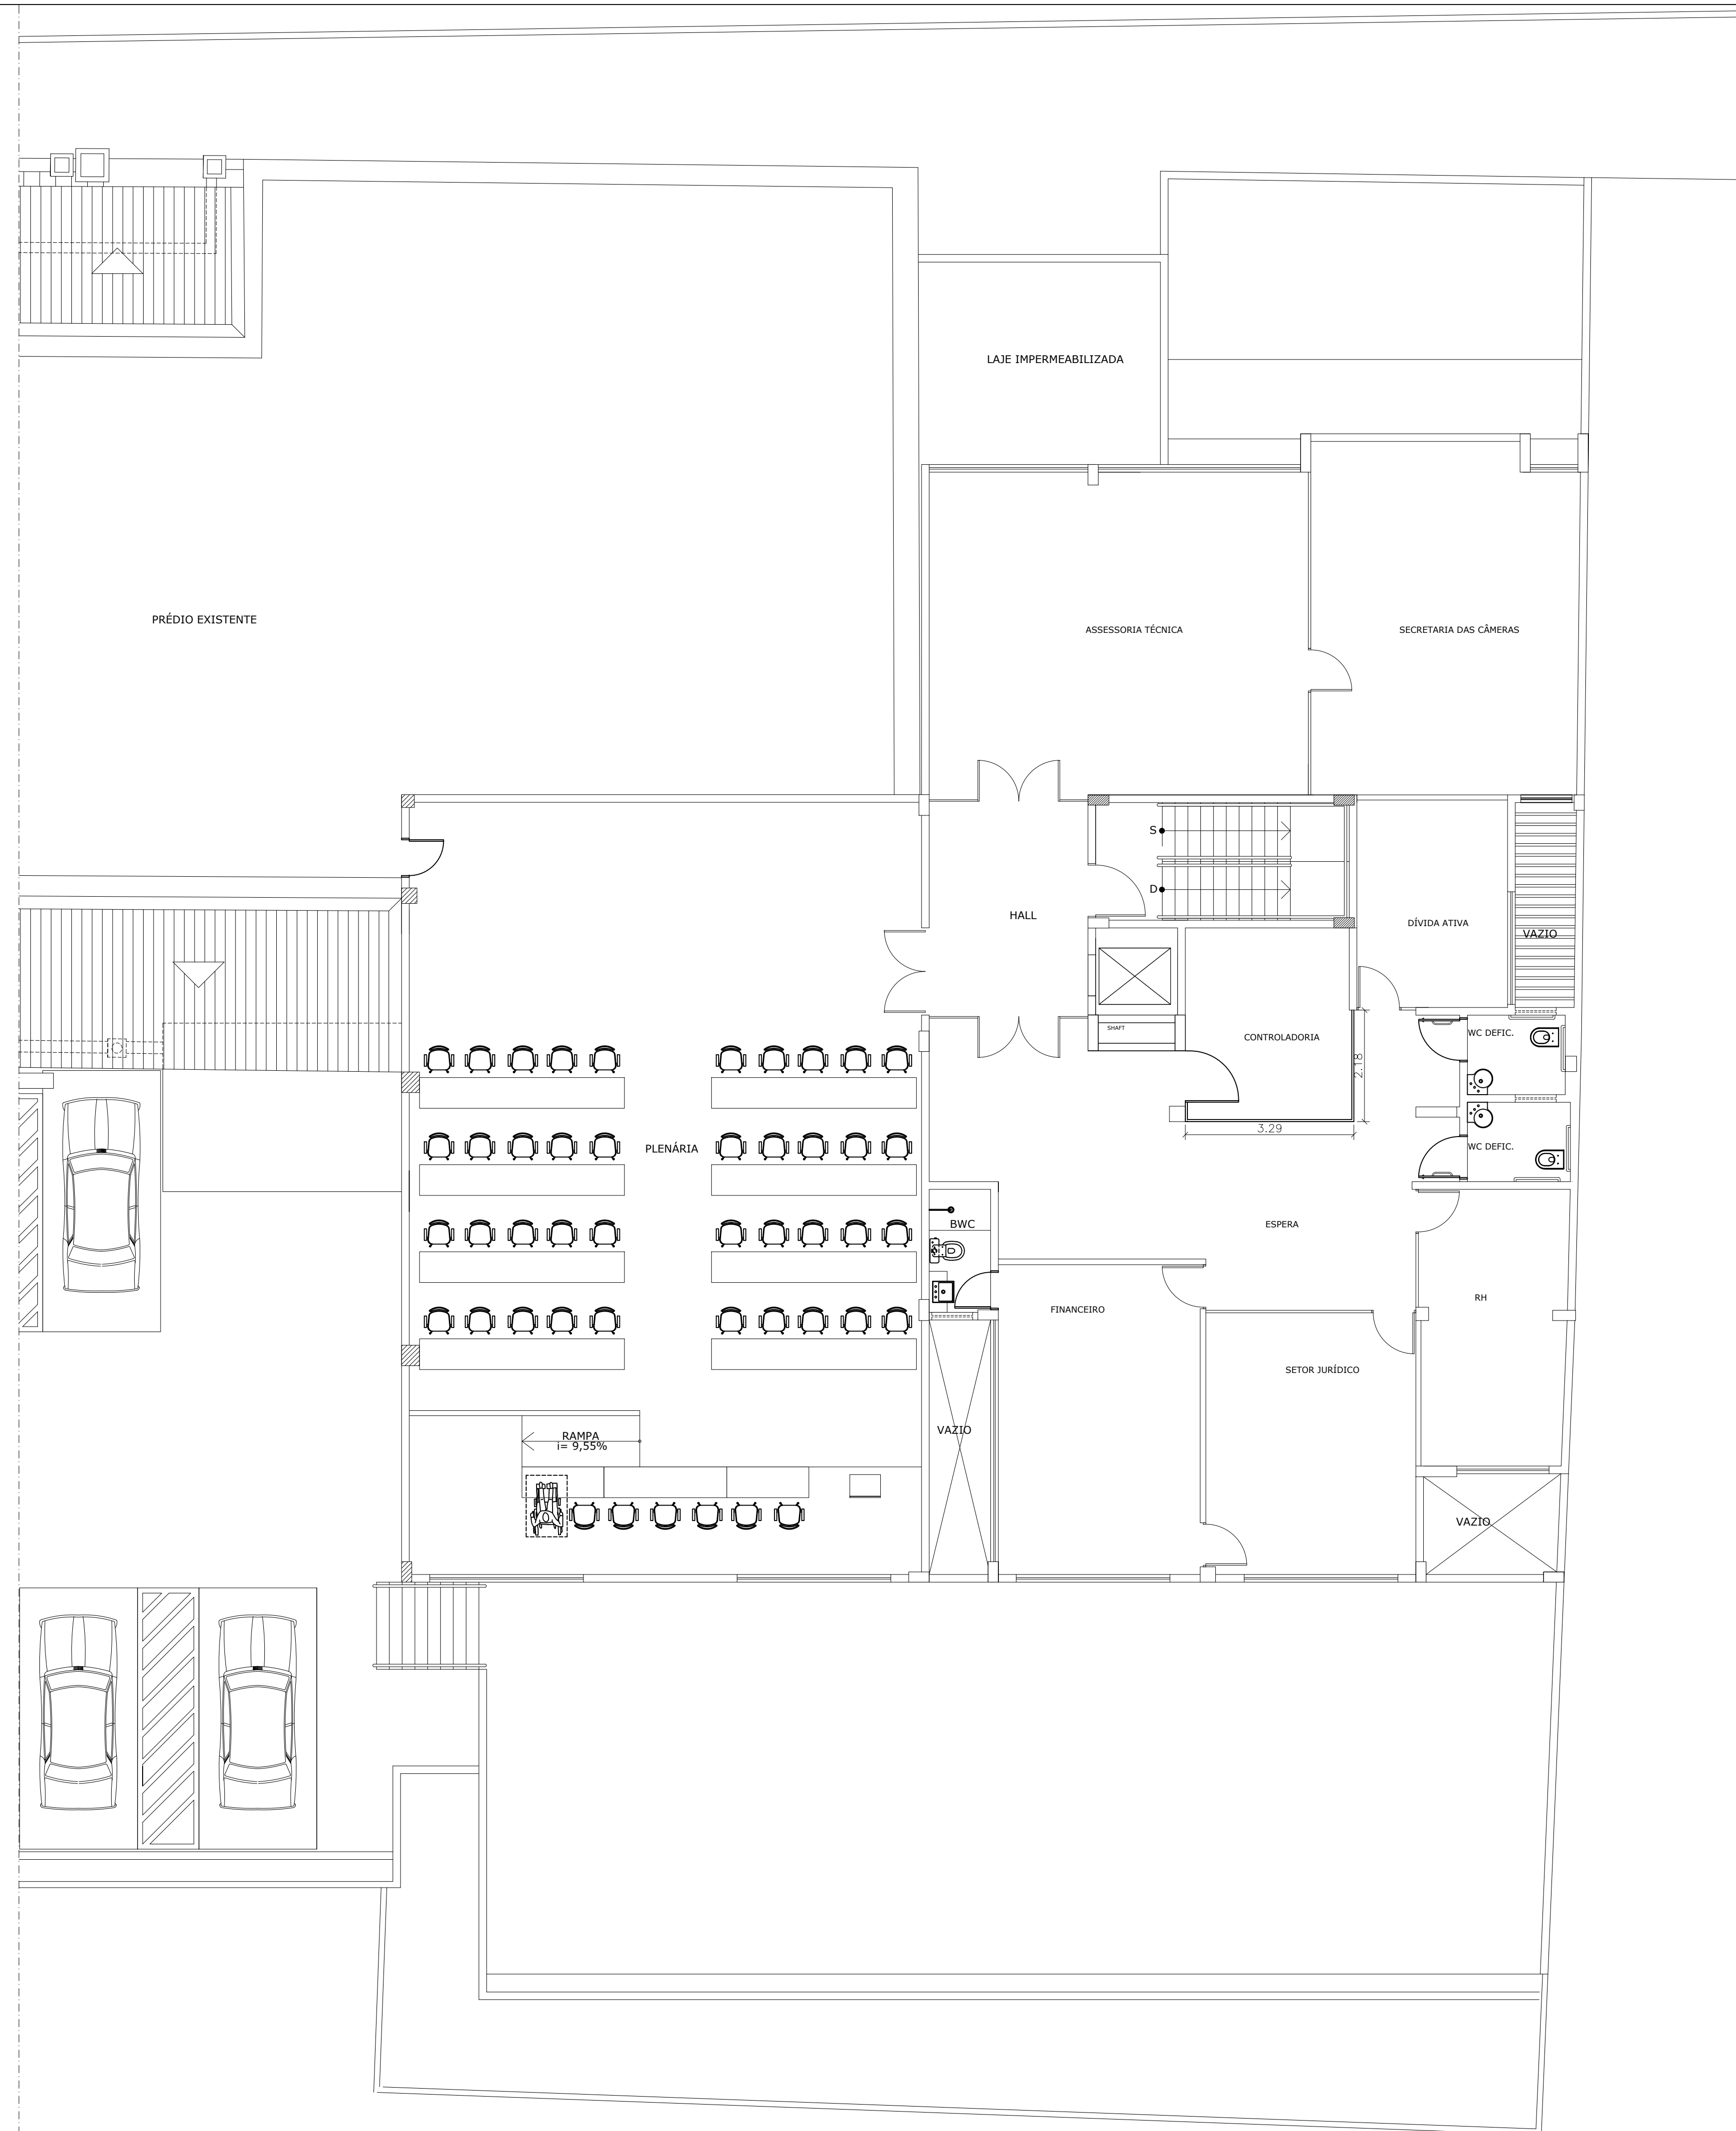 LAJE IMPERMEABILIZADA
PRÉDIO EXISTENTE
ASSESSORIA TÉCNICA
SECRETARIA DAS CÂMERAS
S
D
HALL
DÍVIDA ATIVA
VAZIO
SHAFT
CONTROLADORIA
WC DEFIC.
2.18
3.29
PLENÁRIA
WC DEFIC.
BWC
ESPERA
RH
FINANCEIRO
SETOR JURÍDICO
VAZIO
RAMPA
i= 9,55%
VAZIO